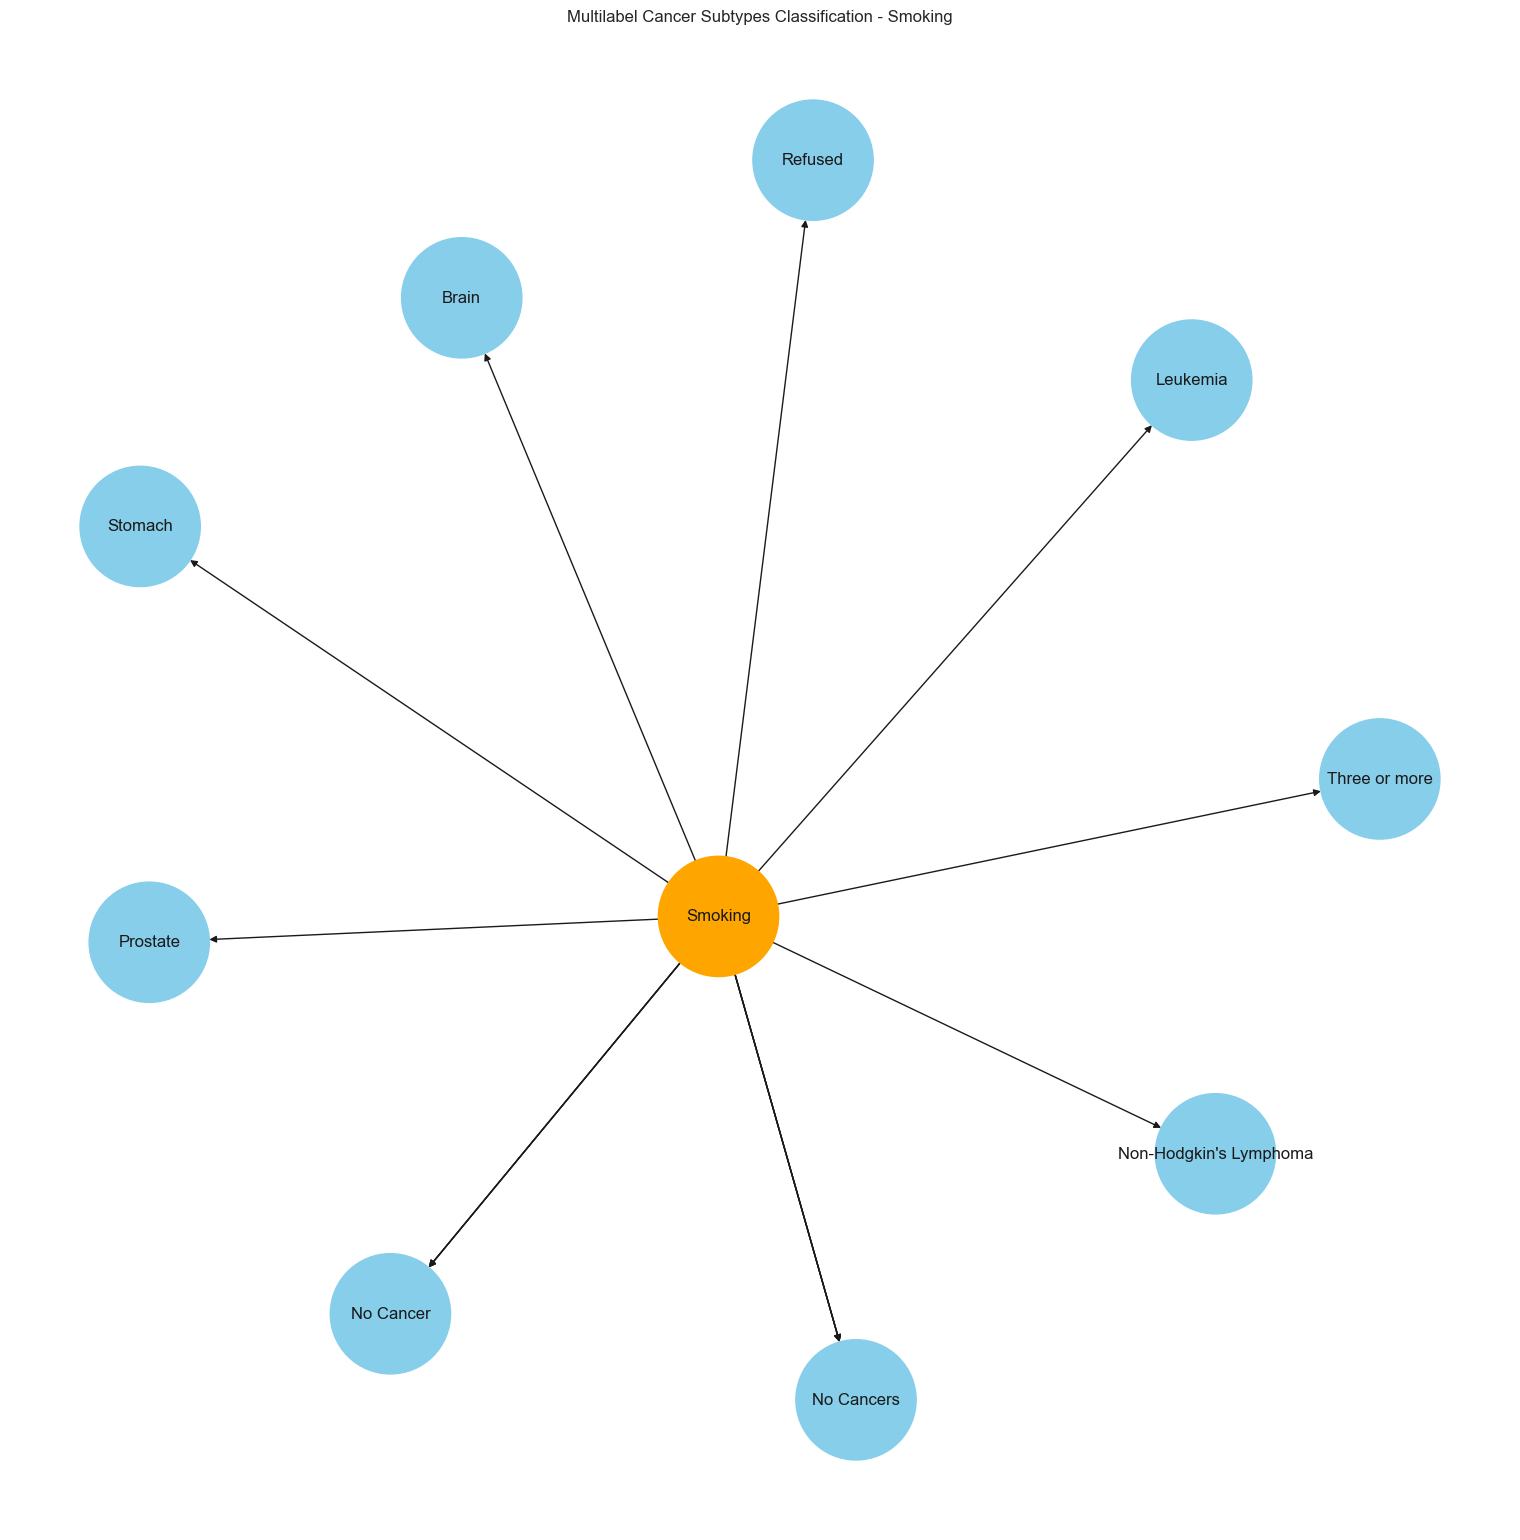 Multilabel Cancer Subtypes Classification - Smoking
Refused
Brain
Leukemia
Stomach
Three or more
Smoking
Prostate
Non-Hodgkin's Lymphoma
No Cancer
No Cancers